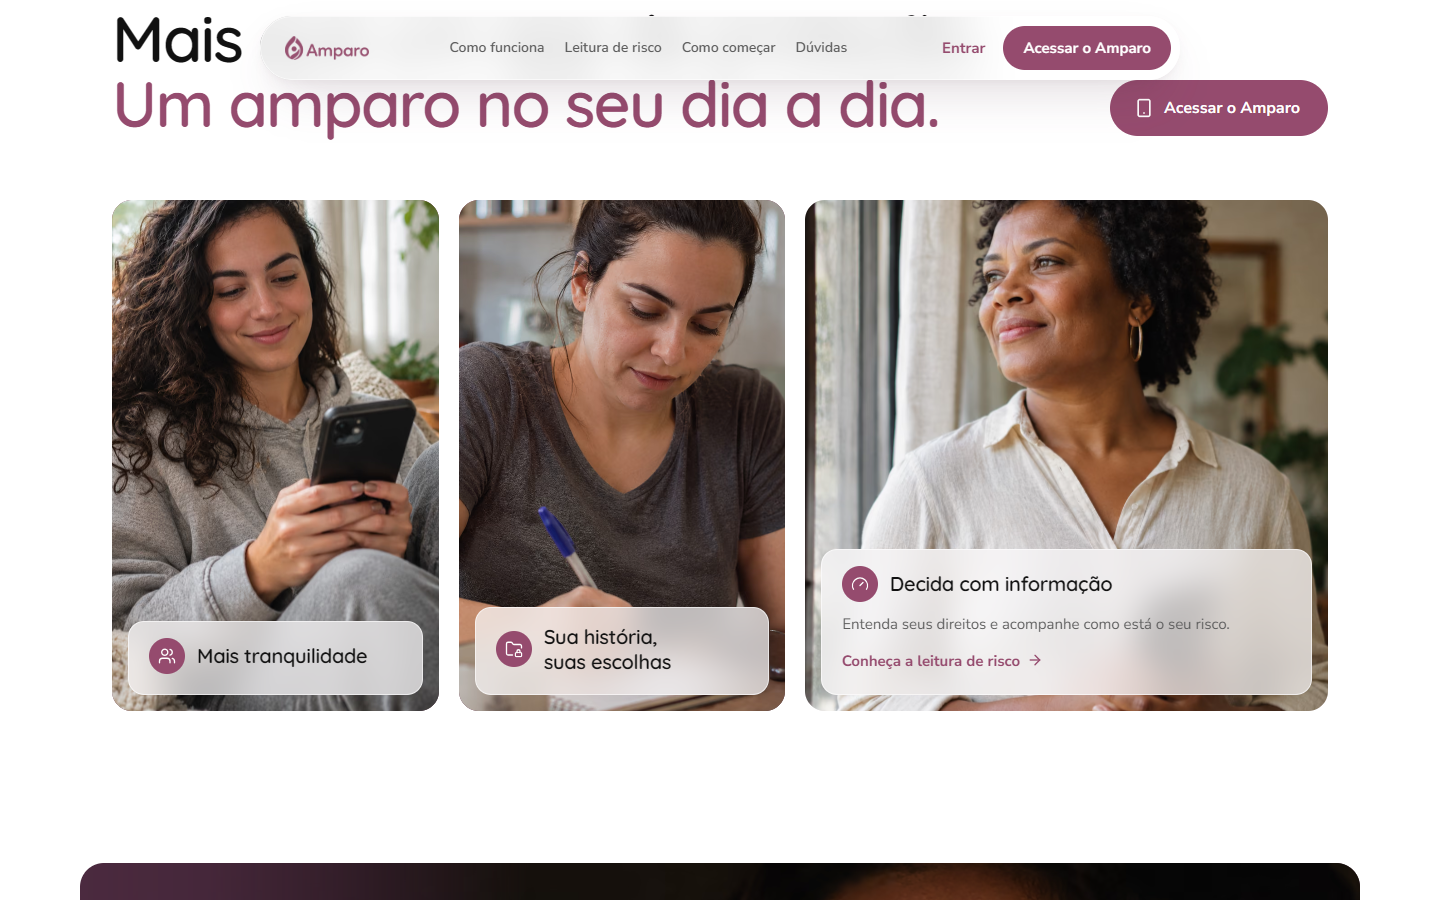 Mais
Amparo
Como funciona
Leitura de risco
Como começar
Dúvidas
Entrar
Acessar o Amparo
Um amparo no seu dia a dia.
Acessar o Amparo
Mais tranquilidade
Sua história,
suas escolhas
Decida com informação
Entenda seus direitos e acompanhe como está o seu risco.
Conheça a leitura de risco